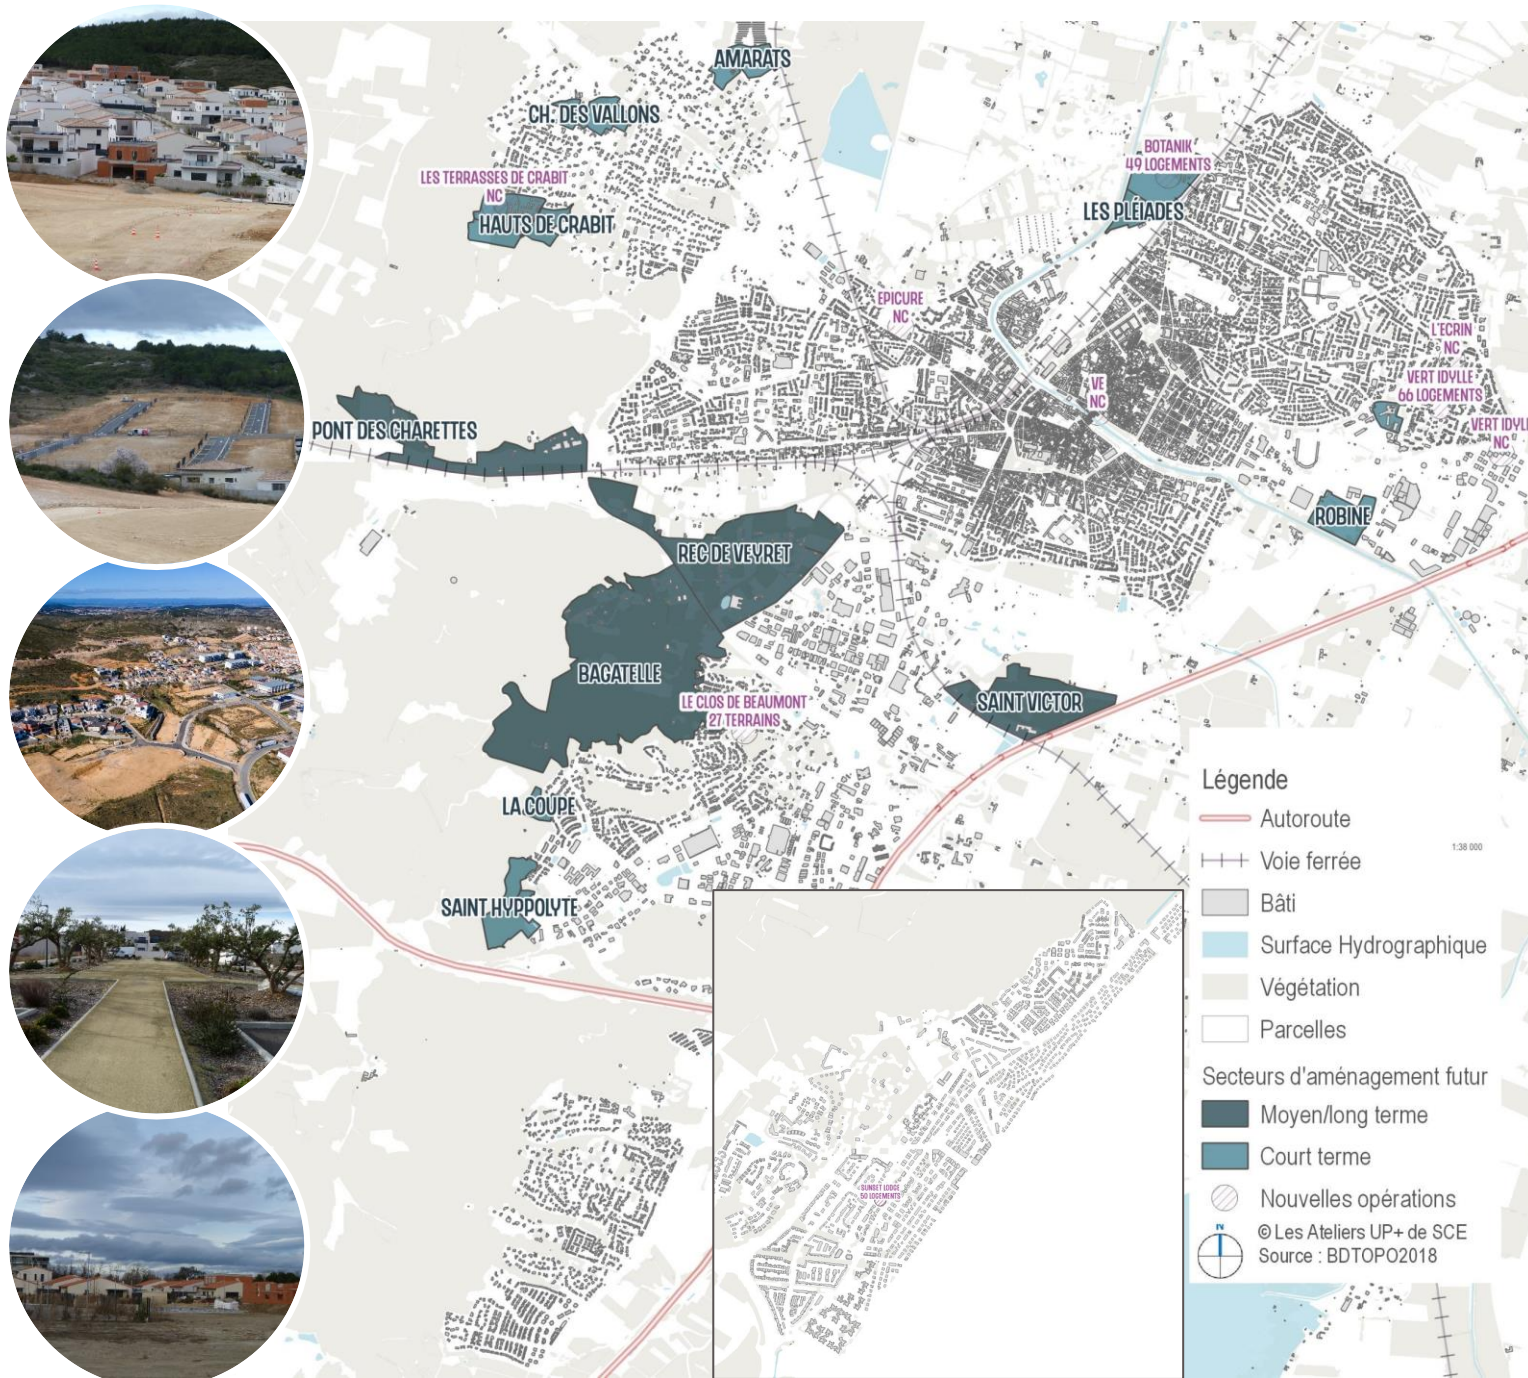 AMARATS
CH. DES VALLONS
LES TERRASSES DE CRABIT
NC
HAUTS DE CRABIT
BOTANIK
49 LOGEMENTS
LES PLÉIADES
EPICURE
NC
L'ECRIN
NC
VE
NC
VERT IDYLLE
66 LOGEMENTS
VERT IDYL
NC
PONT DES CHARETTES
ROBINE
REC DE VEYRET
BAGATELLE
LE CLOS DE BEAUMONT
27 TERRAINS
SAINT VICTOR
LA COUPE
SAINT HYPPOLYTE
SUNSET LODGE
50 LOGEMENTS
Légende
Autoroute
1:38 000
Voie ferrée
Bâti
Surface Hydrographique
Végétation
Parcelles
Secteurs d'aménagement futur
Moyen/long terme
Court terme
Nouvelles opérations
N
© Les Ateliers UP+ de SCE
Source : BDTOPO2018